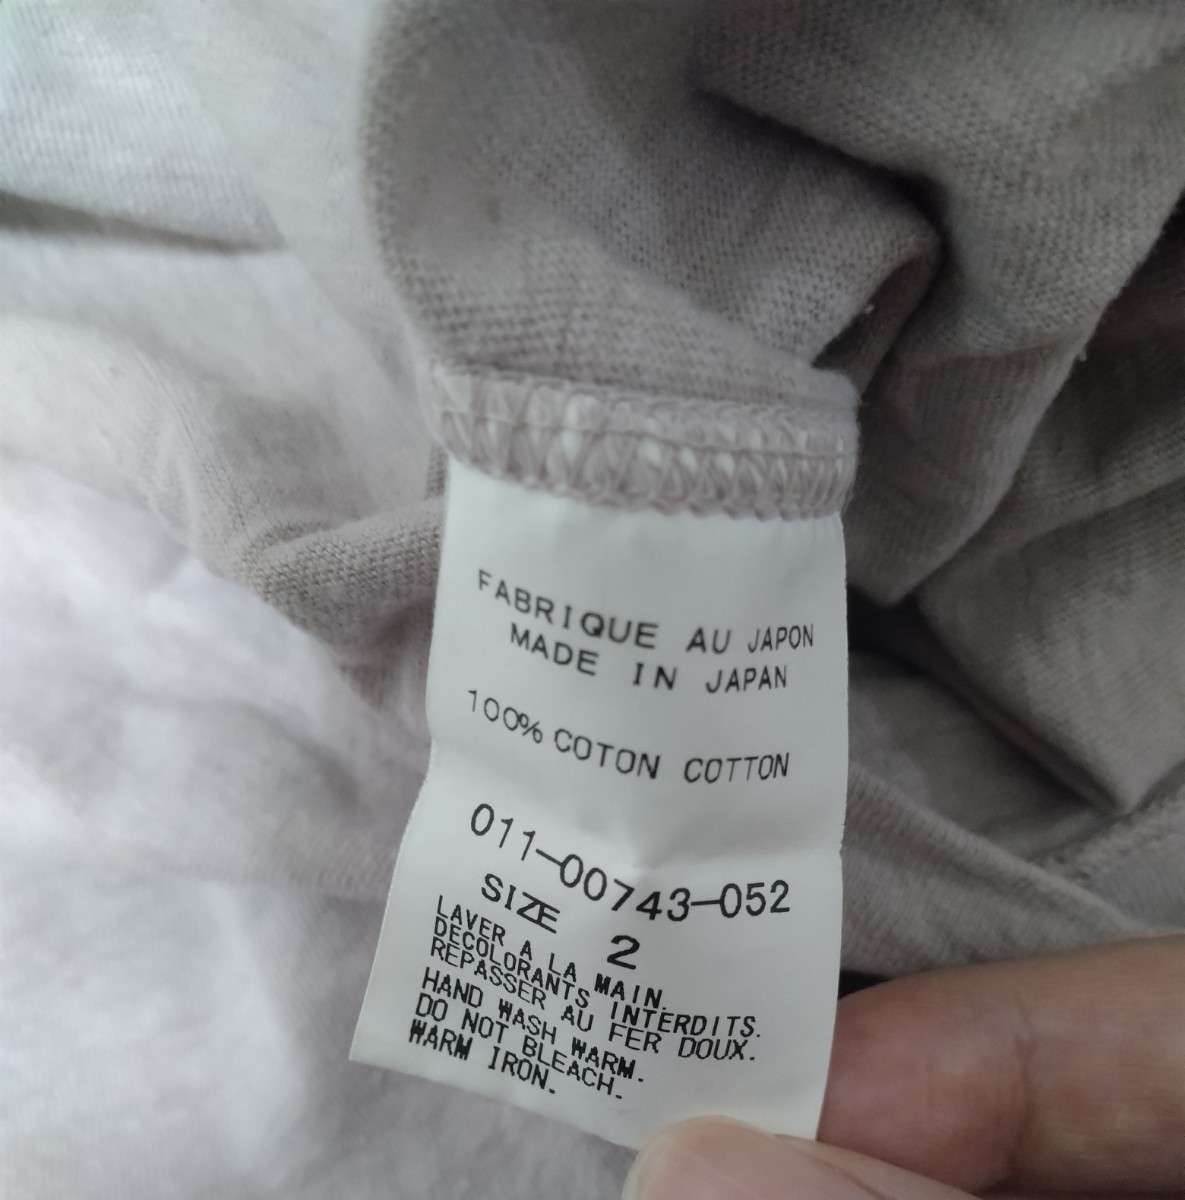 FABRIQUE AU JAPON
MADE IN JAPAN
100% COTON COTTON
011-00743-052
SIZE 2
LAVER A LA MAIN.
DECOLORANTS INTERDITS.
REPASSER AU FER DOUX.
HAND WASH WARM.
DO NOT BLEACH.
WARM IRON.